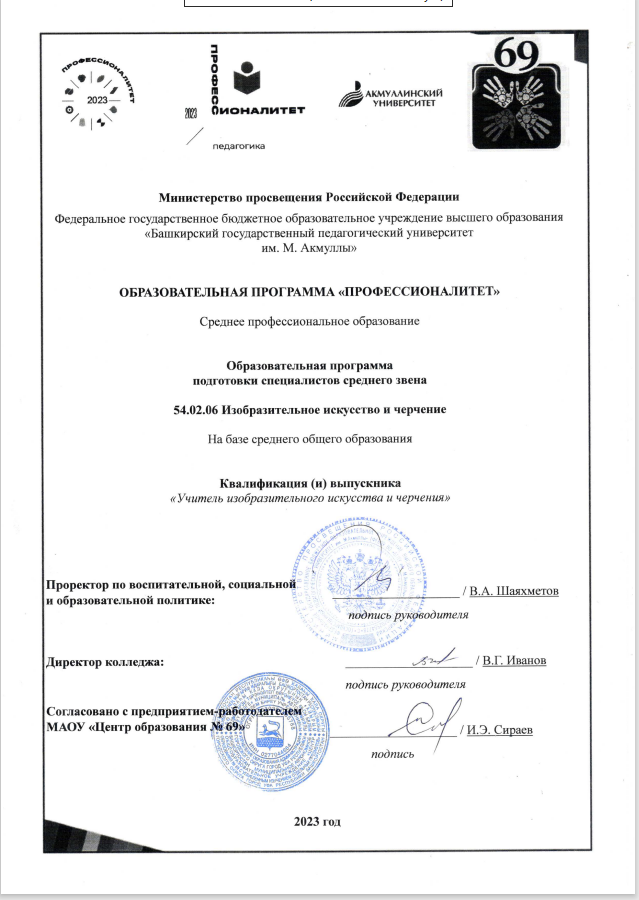 ПРОФЕССИОНАЛИТЕТ
2023
ПРОФЕССИОНАЛИТЕТ
2023
педагогика
АКМУЛЛИНСКИЙ
УНИВЕРСИТЕТ
69
Министерство просвещения Российской Федерации
Федеральное государственное бюджетное образовательное учреждение высшего образования
«Башкирский государственный педагогический университет
им. М. Акмуллы»
ОБРАЗОВАТЕЛЬНАЯ ПРОГРАММА «ПРОФЕССИОНАЛИТЕТ»
Среднее профессиональное образование
Образовательная программа
подготовки специалистов среднего звена
54.02.06 Изобразительное искусство и черчение
На базе среднего общего образования
Квалификация (и) выпускника
«Учитель изобразительного искусства и черчения»
Проректор по воспитательной, социальной
и образовательной политике: / В.А. Шаяхметов
подпись руководителя
Директор колледжа: / В.Г. Иванов
подпись руководителя
Согласовано с предприятием-работодателем
МАОУ «Центр образования № 69» / И.Э. Сираев
подпись
2023 год